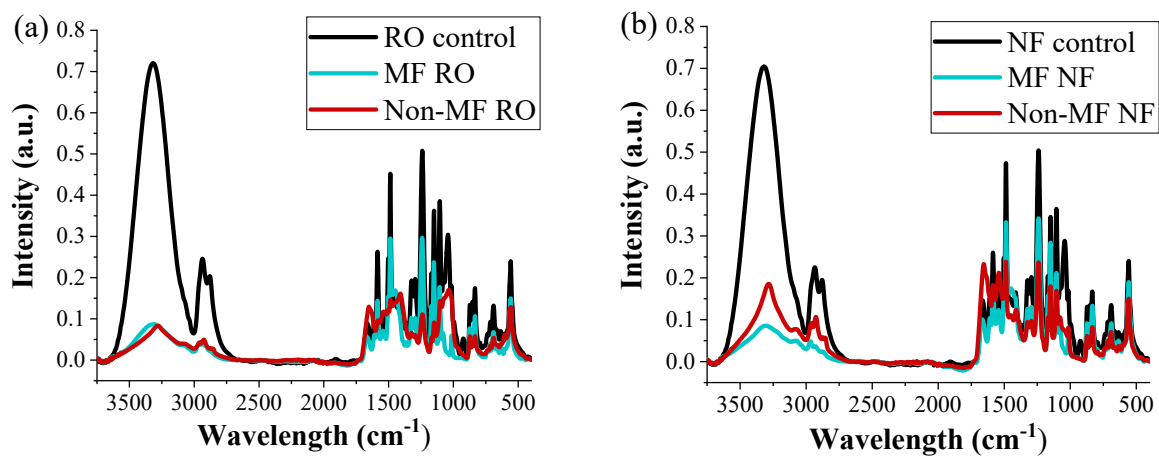 (a)
RO control
MF RO
Non-MF RO
Intensity (a.u.)
0.8
0.7
0.6
0.5
0.4
0.3
0.2
0.1
0.0
3500 3000 2500 2000 1500 1000 500
Wavelength (cm⁻¹)
(b)
NF control
MF NF
Non-MF NF
Intensity (a.u.)
0.8
0.7
0.6
0.5
0.4
0.3
0.2
0.1
0.0
3500 3000 2500 2000 1500 1000 500
Wavelength (cm⁻¹)